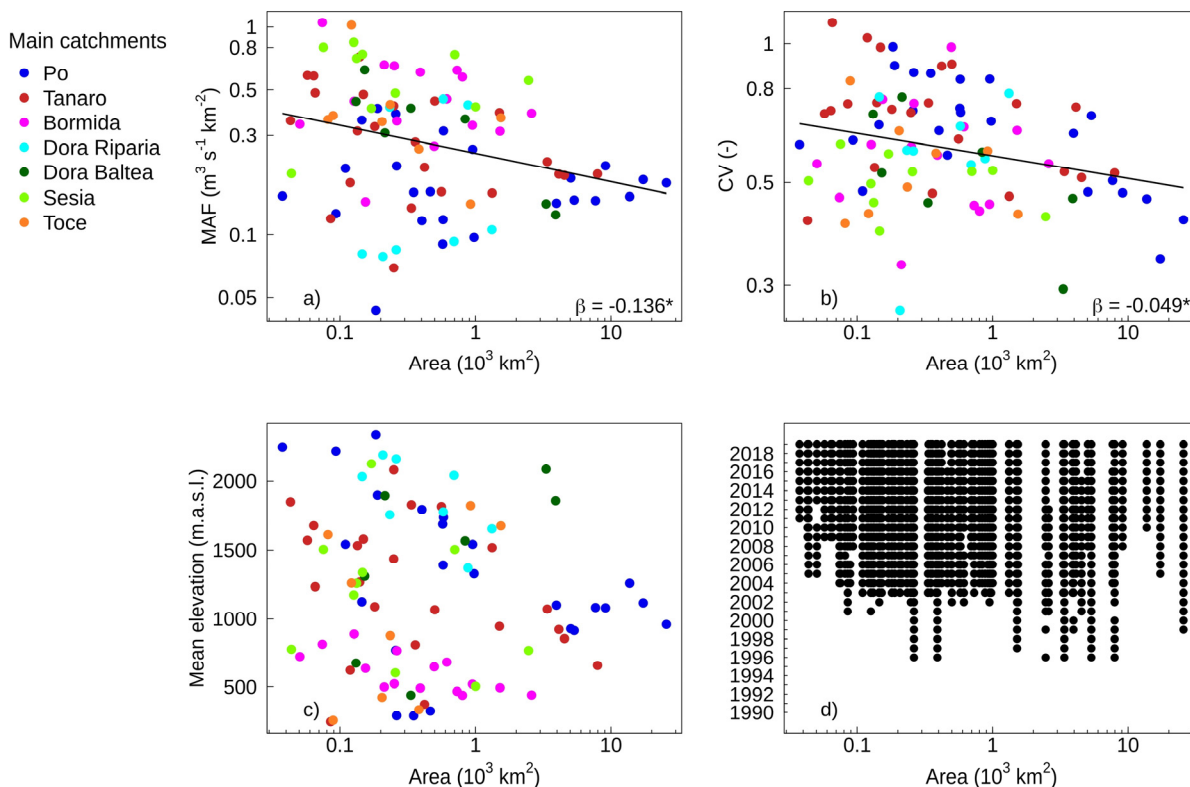 Main catchments
Po
Tanaro
Bormida
Dora Riparia
Dora Baltea
Sesia
Toce
MAF (m³ s⁻¹ km⁻²)
1
0.8
0.5
0.3
0.1
0.05
a)
β = -0.136*
0.1
1
10
Area (10³ km²)
CV (-)
1
0.8
0.5
0.3
b)
β = -0.049*
0.1
1
10
Area (10³ km²)
Mean elevation (m.a.s.l.)
2000
1500
1000
500
c)
0.1
1
10
Area (10³ km²)
2018
2016
2014
2012
2010
2008
2006
2004
2002
2000
1998
1996
1994
1992
1990
d)
0.1
1
10
Area (10³ km²)